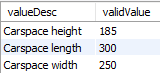 valueDesc validValue
Carspace height 185
Carspace length 300
Carspace width 250